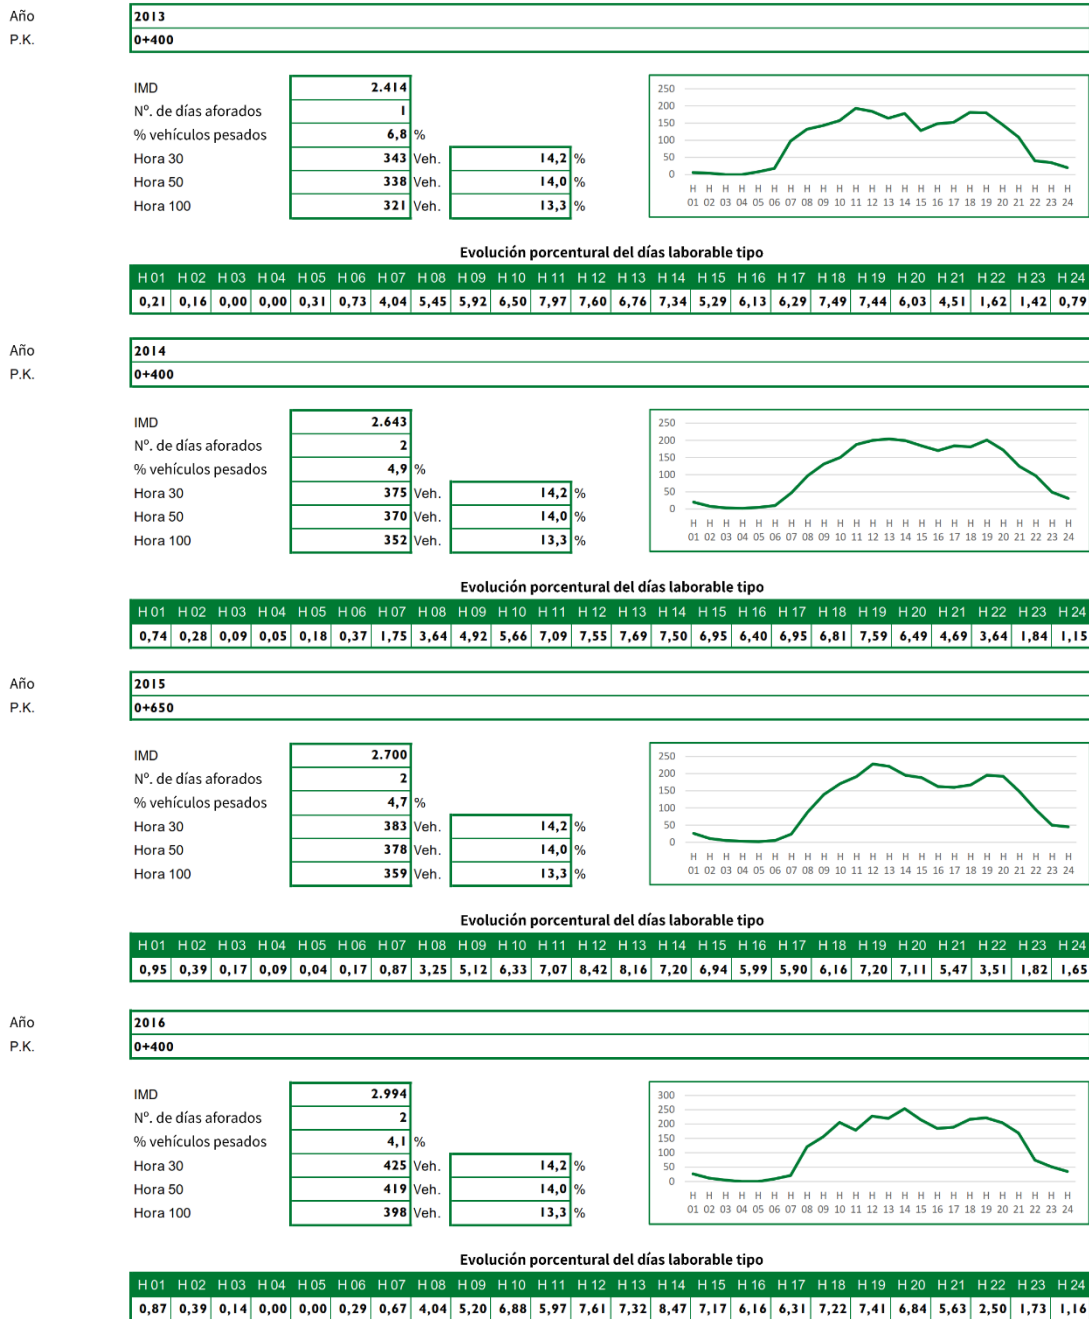 Año 2013
P.K. 0+400
IMD 2.414
Nº. de días aforados 1
% vehículos pesados 6,8 %
Hora 30 343 Veh. 14,2 %
Hora 50 338 Veh. 14,0 %
Hora 100 321 Veh. 13,3 %
250
200
150
100
50
0
H H H H H H H H H H H H H H H H H H H H H H H H
01 02 03 04 05 06 07 08 09 10 11 12 13 14 15 16 17 18 19 20 21 22 23 24
Evolución porcentural del días laborable tipo
H 01 H 02 H 03 H 04 H 05 H 06 H 07 H 08 H 09 H 10 H 11 H 12 H 13 H 14 H 15 H 16 H 17 H 18 H 19 H 20 H 21 H 22 H 23 H 24
0,21 0,16 0,00 0,00 0,31 0,73 4,04 5,45 5,92 6,50 7,97 7,60 6,76 7,34 5,29 6,13 6,29 7,49 7,44 6,03 4,51 1,62 1,42 0,79
Año 2014
P.K. 0+400
IMD 2.643
Nº. de días aforados 2
% vehículos pesados 4,9 %
Hora 30 375 Veh. 14,2 %
Hora 50 370 Veh. 14,0 %
Hora 100 352 Veh. 13,3 %
250
200
150
100
50
0
H H H H H H H H H H H H H H H H H H H H H H H H
01 02 03 04 05 06 07 08 09 10 11 12 13 14 15 16 17 18 19 20 21 22 23 24
Evolución porcentural del días laborable tipo
H 01 H 02 H 03 H 04 H 05 H 06 H 07 H 08 H 09 H 10 H 11 H 12 H 13 H 14 H 15 H 16 H 17 H 18 H 19 H 20 H 21 H 22 H 23 H 24
0,74 0,28 0,09 0,05 0,18 0,37 1,75 3,64 4,92 5,66 7,09 7,55 7,69 7,50 6,95 6,40 6,95 6,81 7,59 6,49 4,69 3,64 1,84 1,15
Año 2015
P.K. 0+650
IMD 2.700
Nº. de días aforados 2
% vehículos pesados 4,7 %
Hora 30 383 Veh. 14,2 %
Hora 50 378 Veh. 14,0 %
Hora 100 359 Veh. 13,3 %
250
200
150
100
50
0
H H H H H H H H H H H H H H H H H H H H H H H H
01 02 03 04 05 06 07 08 09 10 11 12 13 14 15 16 17 18 19 20 21 22 23 24
Evolución porcentural del días laborable tipo
H 01 H 02 H 03 H 04 H 05 H 06 H 07 H 08 H 09 H 10 H 11 H 12 H 13 H 14 H 15 H 16 H 17 H 18 H 19 H 20 H 21 H 22 H 23 H 24
0,95 0,39 0,17 0,09 0,04 0,17 0,87 3,25 5,12 6,33 7,07 8,42 8,16 7,20 6,94 5,99 5,90 6,16 7,20 7,11 5,47 3,51 1,82 1,65
Año 2016
P.K. 0+400
IMD 2.994
Nº. de días aforados 2
% vehículos pesados 4,1 %
Hora 30 425 Veh. 14,2 %
Hora 50 419 Veh. 14,0 %
Hora 100 398 Veh. 13,3 %
300
250
200
150
100
50
0
H H H H H H H H H H H H H H H H H H H H H H H H
01 02 03 04 05 06 07 08 09 10 11 12 13 14 15 16 17 18 19 20 21 22 23 24
Evolución porcentural del días laborable tipo
H 01 H 02 H 03 H 04 H 05 H 06 H 07 H 08 H 09 H 10 H 11 H 12 H 13 H 14 H 15 H 16 H 17 H 18 H 19 H 20 H 21 H 22 H 23 H 24
0,87 0,39 0,14 0,00 0,00 0,29 0,67 4,04 5,20 6,88 5,97 7,61 7,32 8,47 7,17 6,16 6,31 7,22 7,41 6,84 5,63 2,50 1,73 1,16